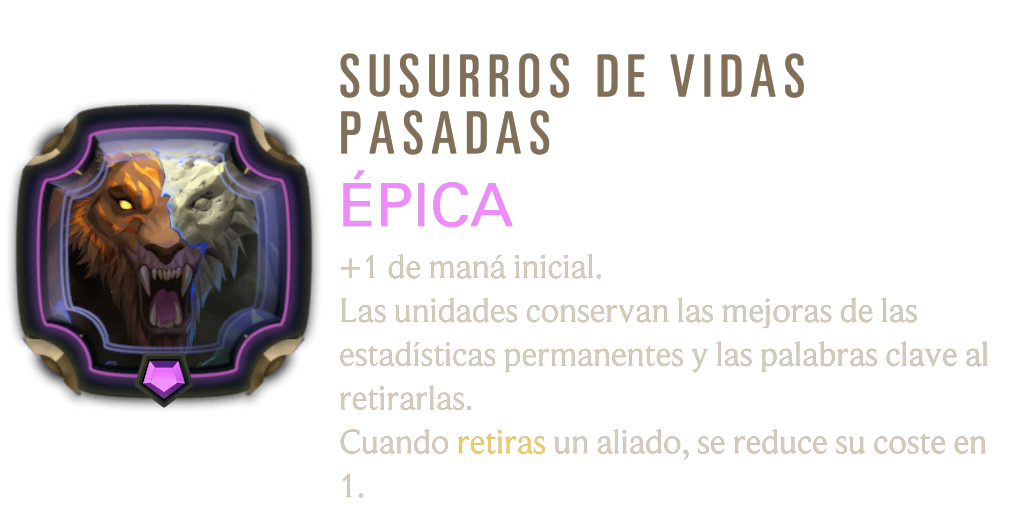 SUSURROS DE VIDAS
PASADAS
ÉPICA
+1 de maná inicial.
Las unidades conservan las mejoras de las
estadísticas permanentes y las palabras clave al
retirarlas.
Cuando retiras un aliado, se reduce su coste en
1.